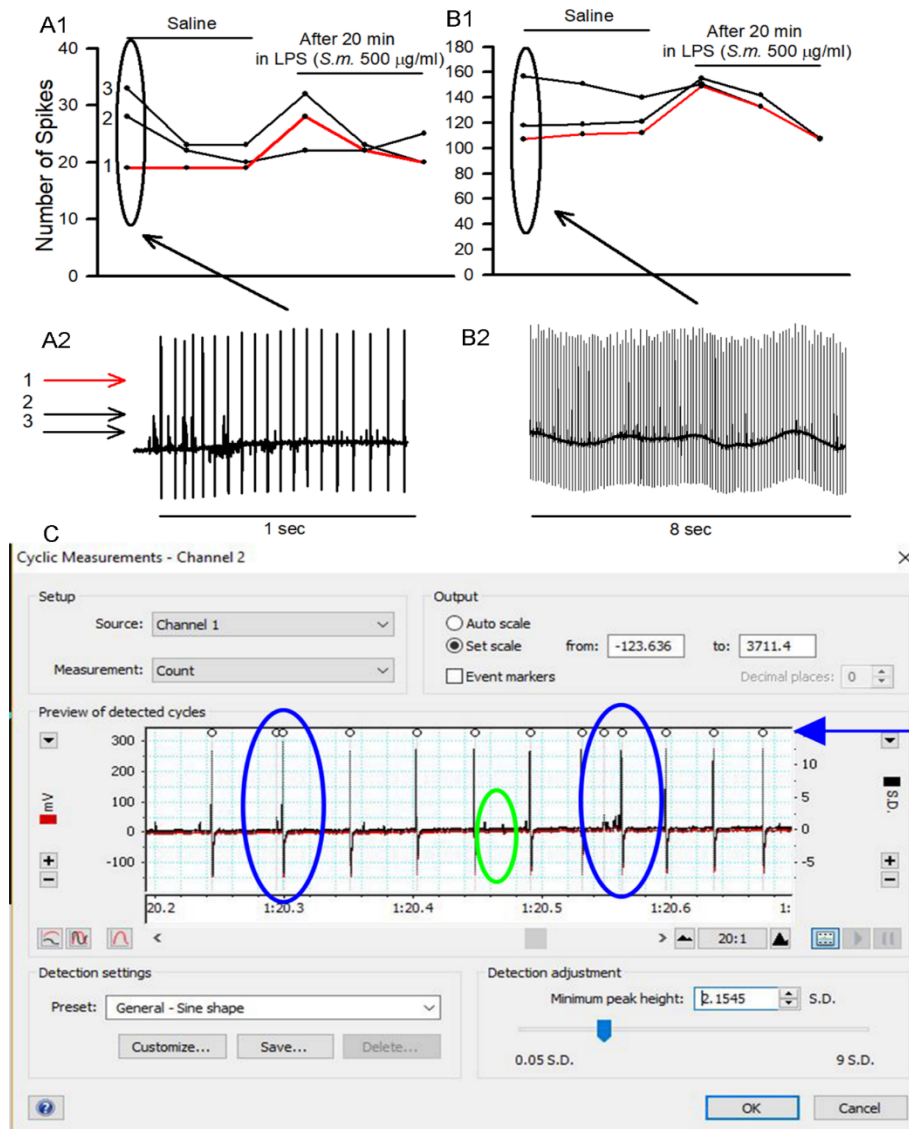 A1
Saline
After 20 min
in LPS (S.m. 500 µg/ml)
Number of Spikes
40
30
20
10
0
3
2
1
B1
Saline
After 20 min
in LPS (S.m. 500 µg/ml)
180
160
140
120
100
80
60
40
20
0
A2
1
2
3
1 sec
B2
8 sec
C
Cyclic Measurements - Channel 2
Setup
Source: Channel 1
Measurement: Count
Output
Auto scale
Set scale from: -123.636 to: 3711.4
Event markers Decimal places: 0
Preview of detected cycles
300
200
100
0
-100
mV
10
5
0
-5
S.D.
20.2 1:20.3 1:20.4 1:20.5 1:20.6 1:
20:1
Detection settings
Preset: General - Sine shape
Customize... Save... Delete...
Detection adjustment
Minimum peak height: 2.1545 S.D.
0.05 S.D. 9 S.D.
OK Cancel